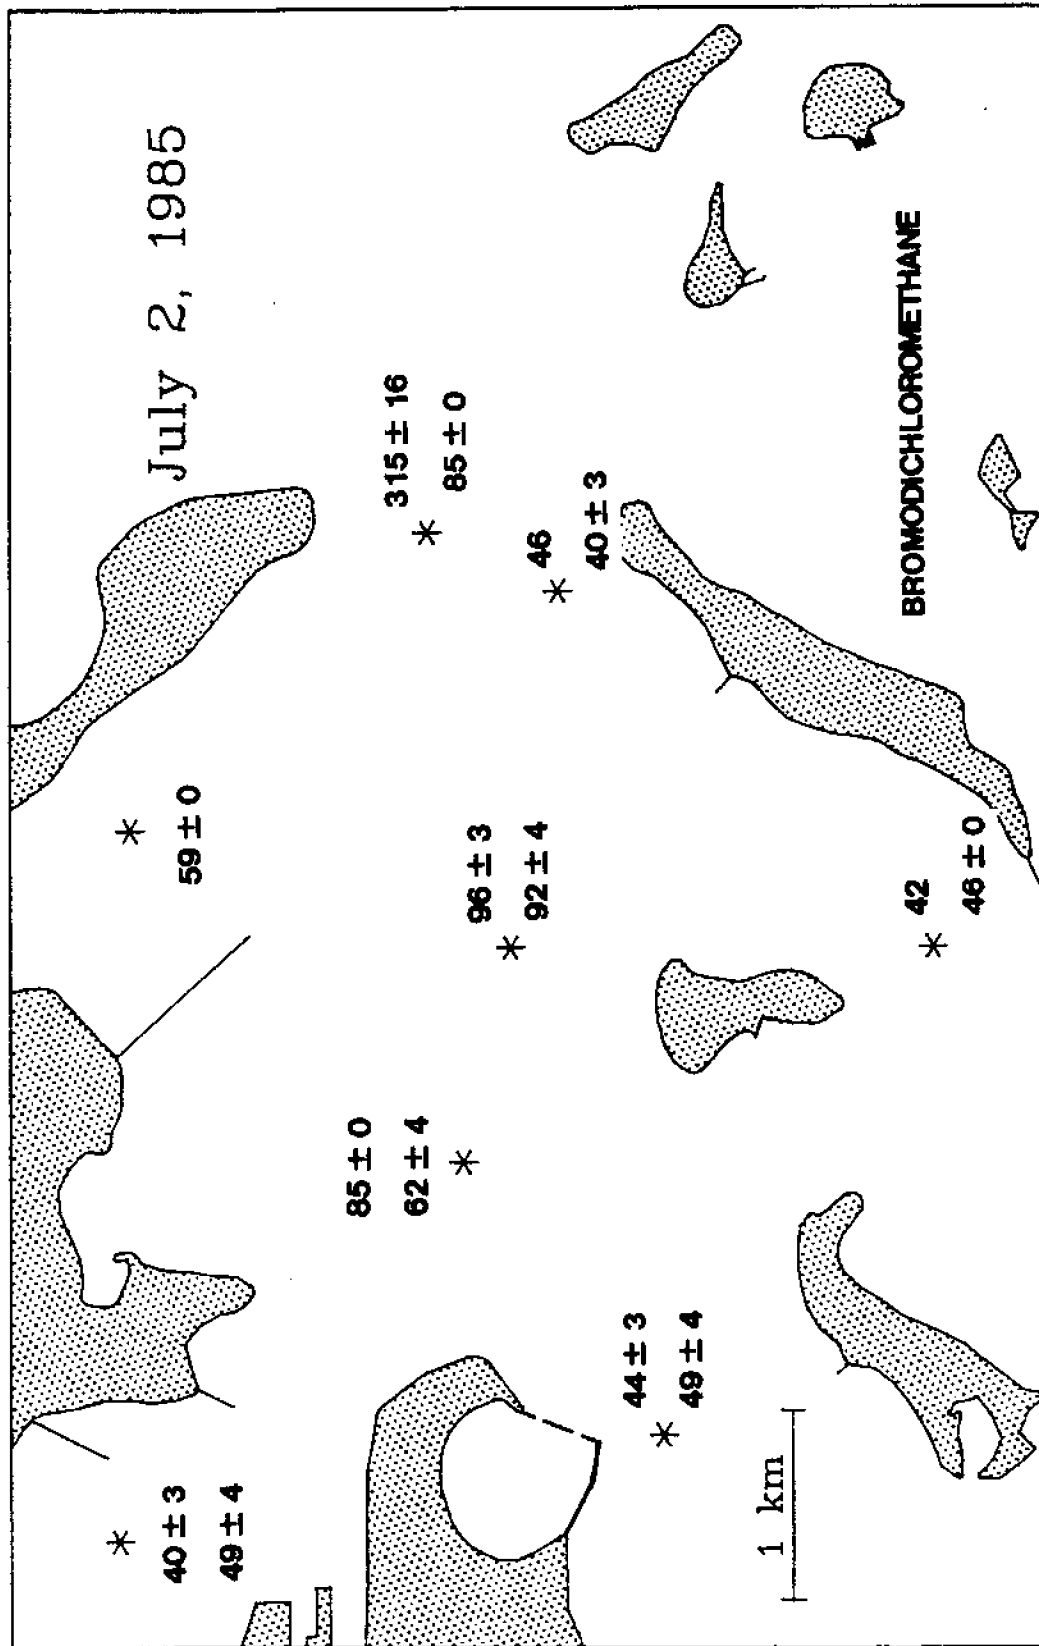 July 2, 1985
40 ± 3
49 ± 4
59 ± 0
85 ± 0
62 ± 4
315 ± 16
85 ± 0
96 ± 3
92 ± 4
46
40 ± 3
44 ± 3
49 ± 4
42
46 ± 0
1 km
BROMODICHLOROMETHANE